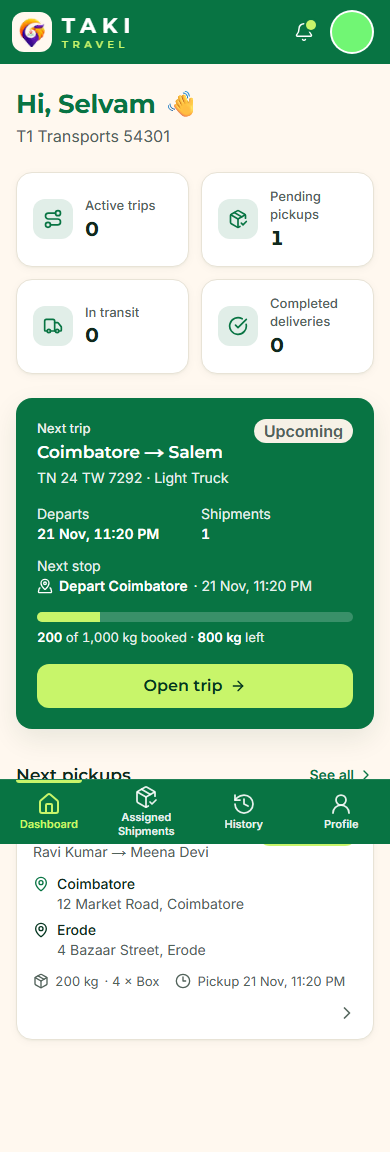 TAKI
TRAVEL
Hi, Selvam 👋
T1 Transports 54301
Active trips
0
Pending pickups
1
In transit
0
Completed deliveries
0
Next trip
Upcoming
Coimbatore → Salem
TN 24 TW 7292 · Light Truck
Departs
Shipments
21 Nov, 11:20 PM
1
Next stop
Depart Coimbatore · 21 Nov, 11:20 PM
200 of 1,000 kg booked · 800 kg left
Open trip →
Next pickups
See all >
Dashboard
Assigned Shipments
History
Profile
Ravi Kumar → Meena Devi
Coimbatore
12 Market Road, Coimbatore
Erode
4 Bazaar Street, Erode
200 kg · 4 × Box
Pickup 21 Nov, 11:20 PM